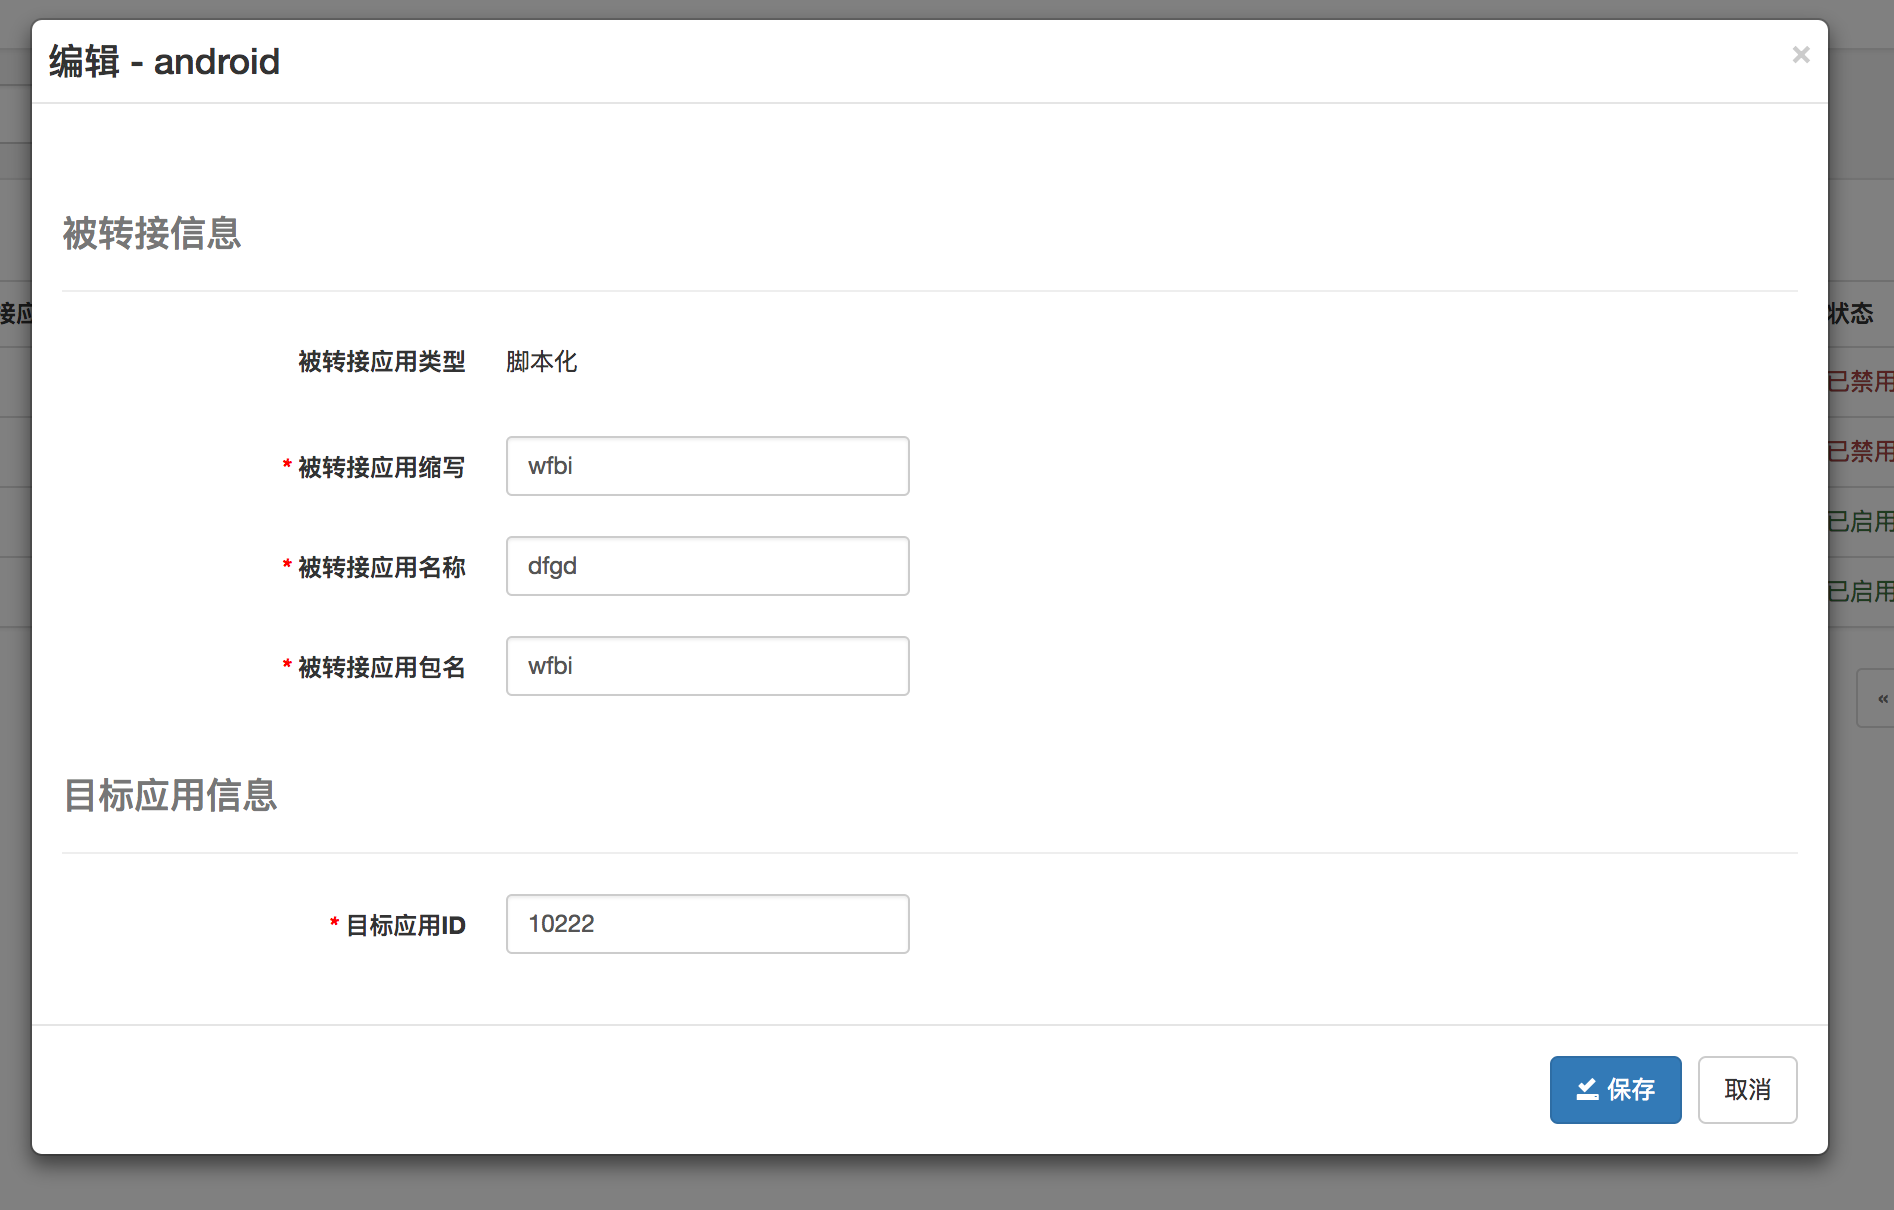 编辑 - android
×
被转接信息
接应
状态
被转接应用类型 脚本化
已禁用
* 被转接应用缩写 wfbi
已禁用
已启用
* 被转接应用名称 dfgd
已启用
* 被转接应用包名 wfbi
«
目标应用信息
* 目标应用ID 10222
保存 取消